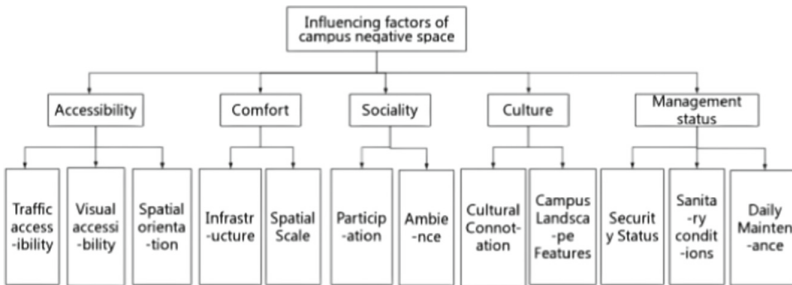 Influencing factors of
campus negative space
Accessibility
Comfort
Sociality
Culture
Management
status
Traffic
access
-ibility
Visual
accessi
-bility
Spatial
orienta
-tion
Infrastr
-ucture
Spatial
Scale
Particip
-ation
Ambie
-nce
Cultural
Connot-
ation
Campus
Landsca
-pe
Features
Securit
y Status
Sanita
-ry
condit
-ions
Daily
Mainten
-ance